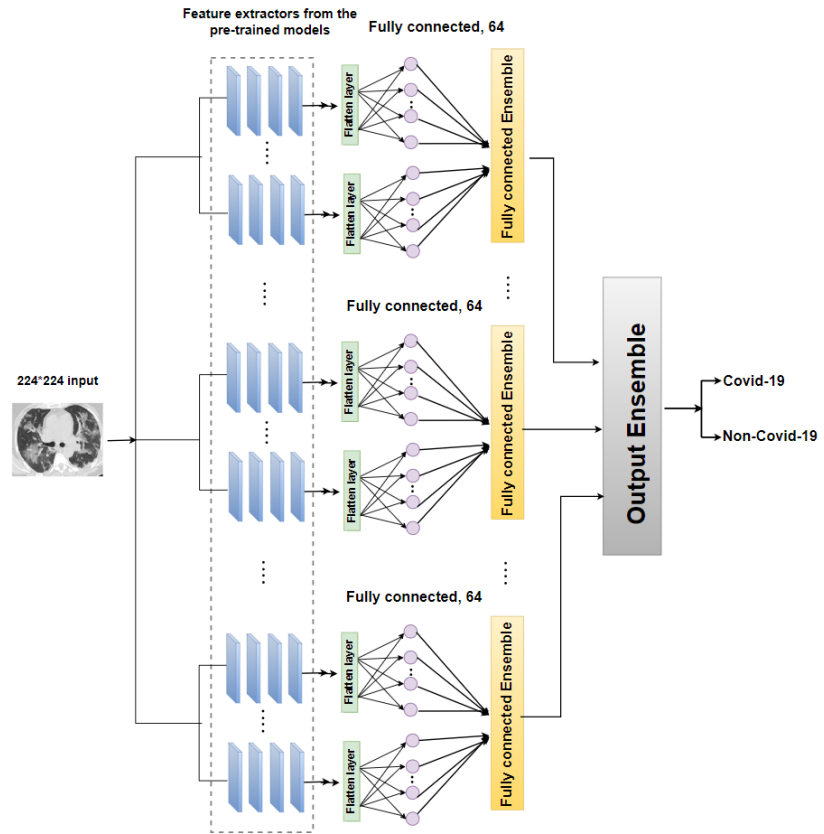 Feature extractors from the
pre-trained models
Fully connected, 64
Flatten layer
Fully connected Ensemble
Flatten layer
Fully connected, 64
224*224 input
Flatten layer
Fully connected Ensemble
Flatten layer
Output Ensemble
Covid-19
Non-Covid-19
Fully connected, 64
Flatten layer
Fully connected Ensemble
Flatten layer